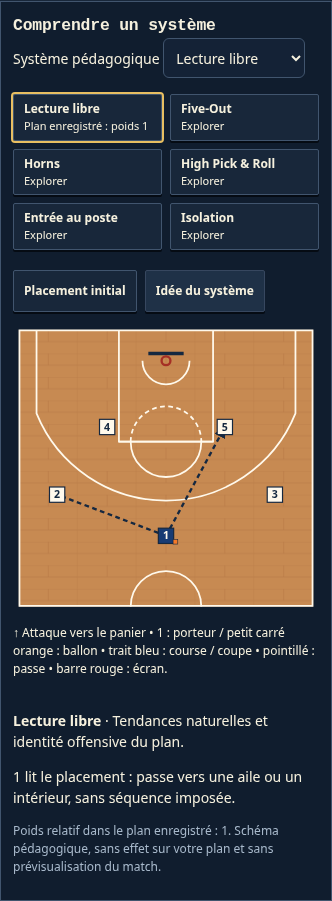 Comprendre un système
Système pédagogique Lecture libre
Lecture libre
Plan enregistré : poids 1
Five-Out
Explorer
Horns
Explorer
High Pick & Roll
Explorer
Entrée au poste
Explorer
Isolation
Explorer
Placement initial
Idée du système
4
5
2
3
1
↑ Attaque vers le panier • 1 : porteur / petit carré
orange : ballon • trait bleu : course / coupe • pointillé :
passe • barre rouge : écran.
Lecture libre · Tendances naturelles et
identité offensive du plan.
1 lit le placement : passe vers une aile ou un
intérieur, sans séquence imposée.
Poids relatif dans le plan enregistré : 1. Schéma
pédagogique, sans effet sur votre plan et sans
prévisualisation du match.